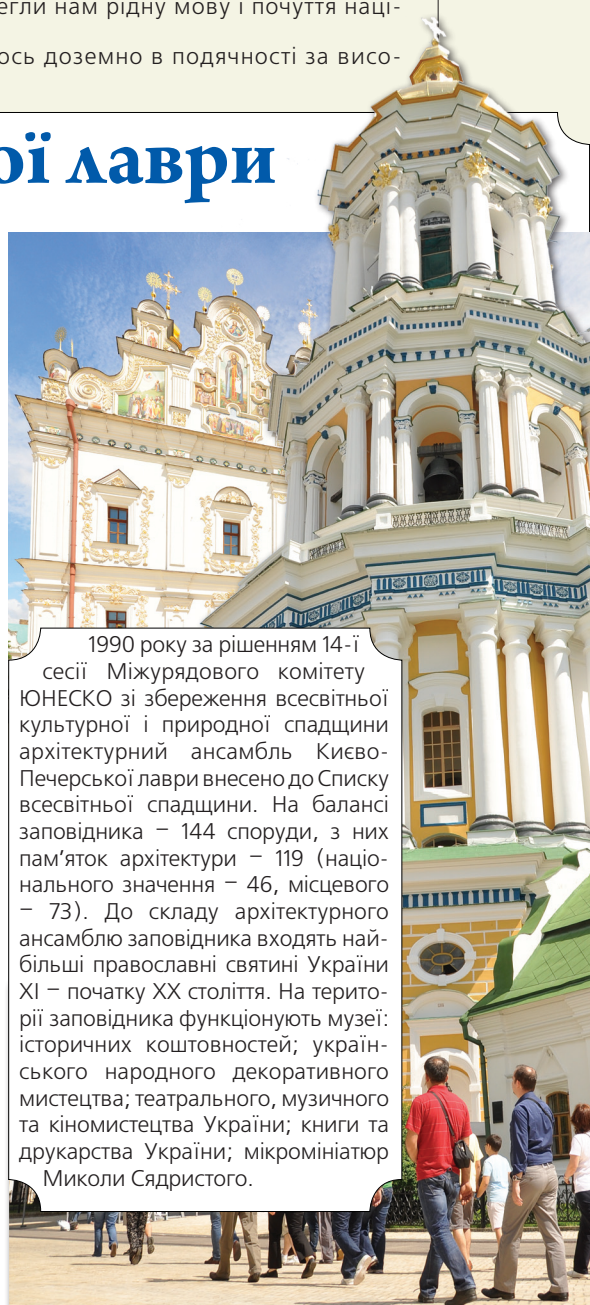 егли нам рідну мову і почуття наці-
ось доземно в подячності за висо-
ої лаври
1990 року за рішенням 14-ї
сесії Міжурядового комітету
ЮНЕСКО зі збереження всесвітньої
культурної і природної спадщини
архітектурний ансамбль Києво-
Печерської лаври внесено до Списку
всесвітньої спадщини. На балансі
заповідника – 144 споруди, з них
пам’яток архітектури – 119 (націо-
нального значення – 46, місцевого
– 73). До складу архітектурного
ансамблю заповідника входять най-
більші православні святині України
XI – початку XX століття. На терито-
рії заповідника функціонують музеї:
історичних коштовностей; україн-
ського народного декоративного
мистецтва; театрального, музичного
та кіномистецтва України; книги та
друкарства України; мікромініатюр
Миколи Сядристого.